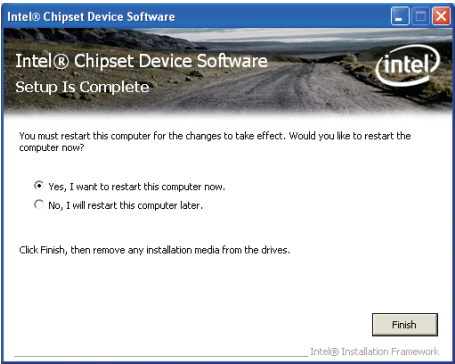 Intel® Chipset Device Software
Intel® Chipset Device Software
Setup Is Complete
intel
You must restart this computer for the changes to take effect. Would you like to restart the
computer now?
Yes, I want to restart this computer now.
No, I will restart this computer later.
Click Finish, then remove any installation media from the drives.
Finish
Intel® Installation Framework